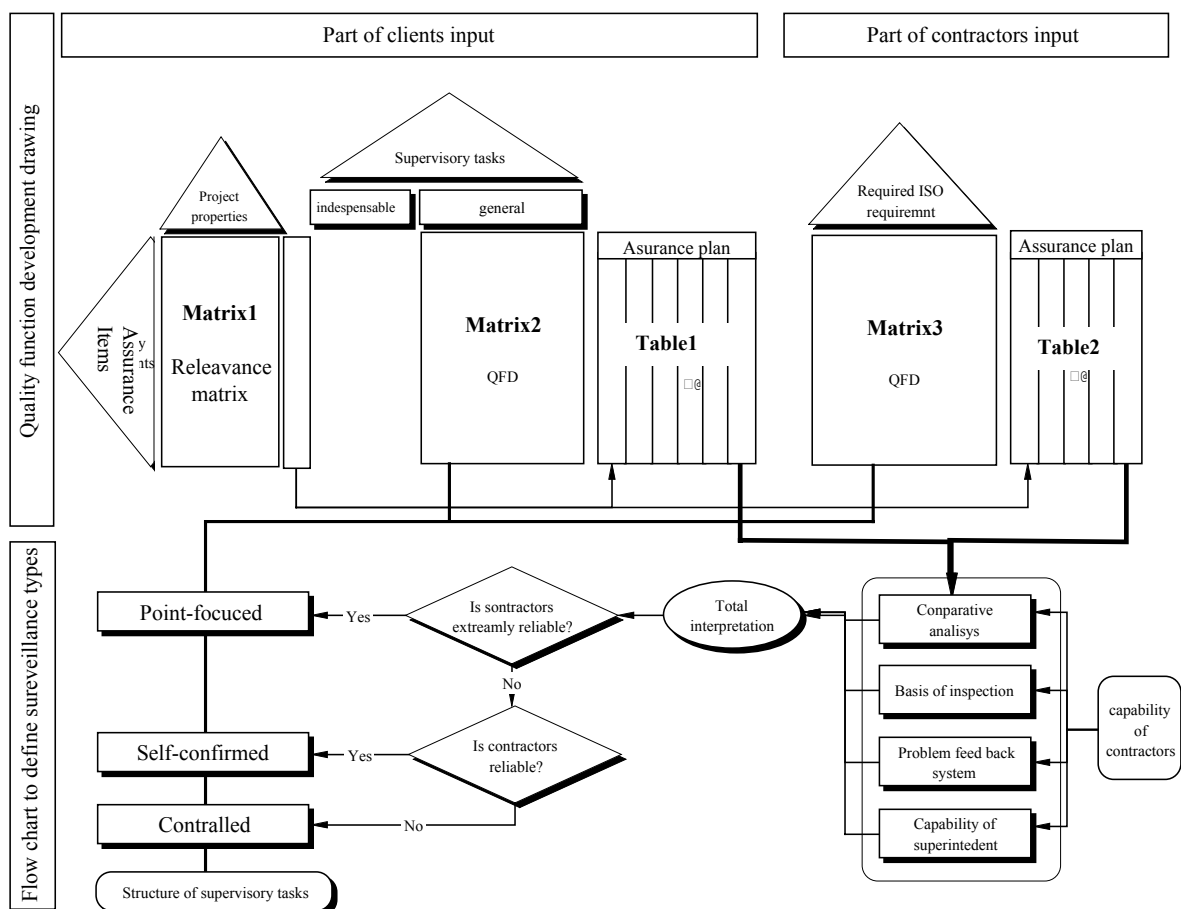 Part of clients input
Part of contractors input
Quality function development drawing
Supervisory tasks
Project
properties
indespensable
general
Required ISO
requiremnt
Asurance plan
Assurance plan
Assurance
Items
Matrix1
Releavance
matrix
Matrix2
QFD
Table1
Matrix3
QFD
Table2
Flow chart to define sureveillance types
Point-focuced
Yes
Is sontractors
extreamly reliable?
Total
interpretation
Conparative
analisys
No
Basis of inspection
capability
of
contractors
Self-confirmed
Yes
Is contractors
reliable?
Problem feed back
system
Contralled
No
Capability of
superintedent
Structure of supervisory tasks